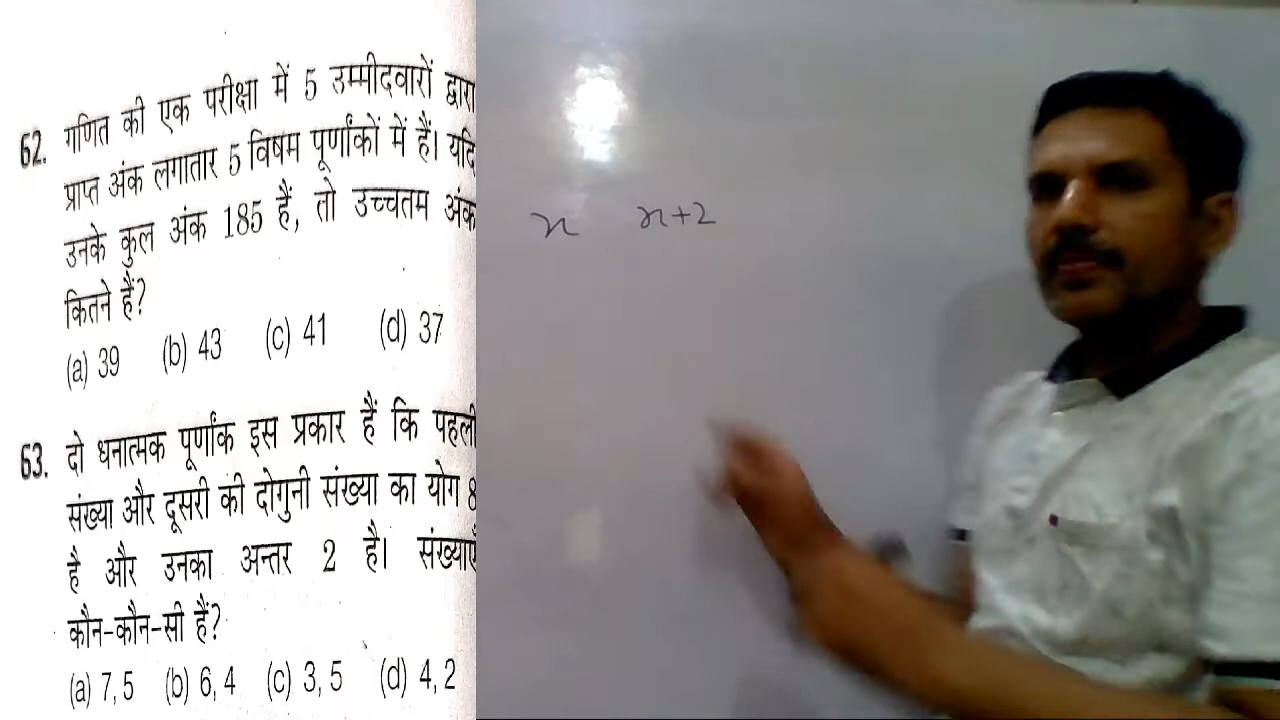 62. गणित की एक परीक्षा में 5 उम्मीदवारों द्वारा
प्राप्त अंक लगातार 5 विषम पूर्णांकों में हैं। यदि
उनके कुल अंक 185 हैं, तो उच्चतम अंक
कितने हैं?
(a) 39 (b) 43 (c) 41 (d) 37
63. दो धनात्मक पूर्णांक इस प्रकार हैं कि पहली
संख्या और दूसरी की दोगुनी संख्या का योग 8
है और उनका अन्तर 2 है। संख्याएँ
कौन-कौन-सी हैं?
(a) 7, 5 (b) 6, 4 (c) 3, 5 (d) 4, 2
x x+2